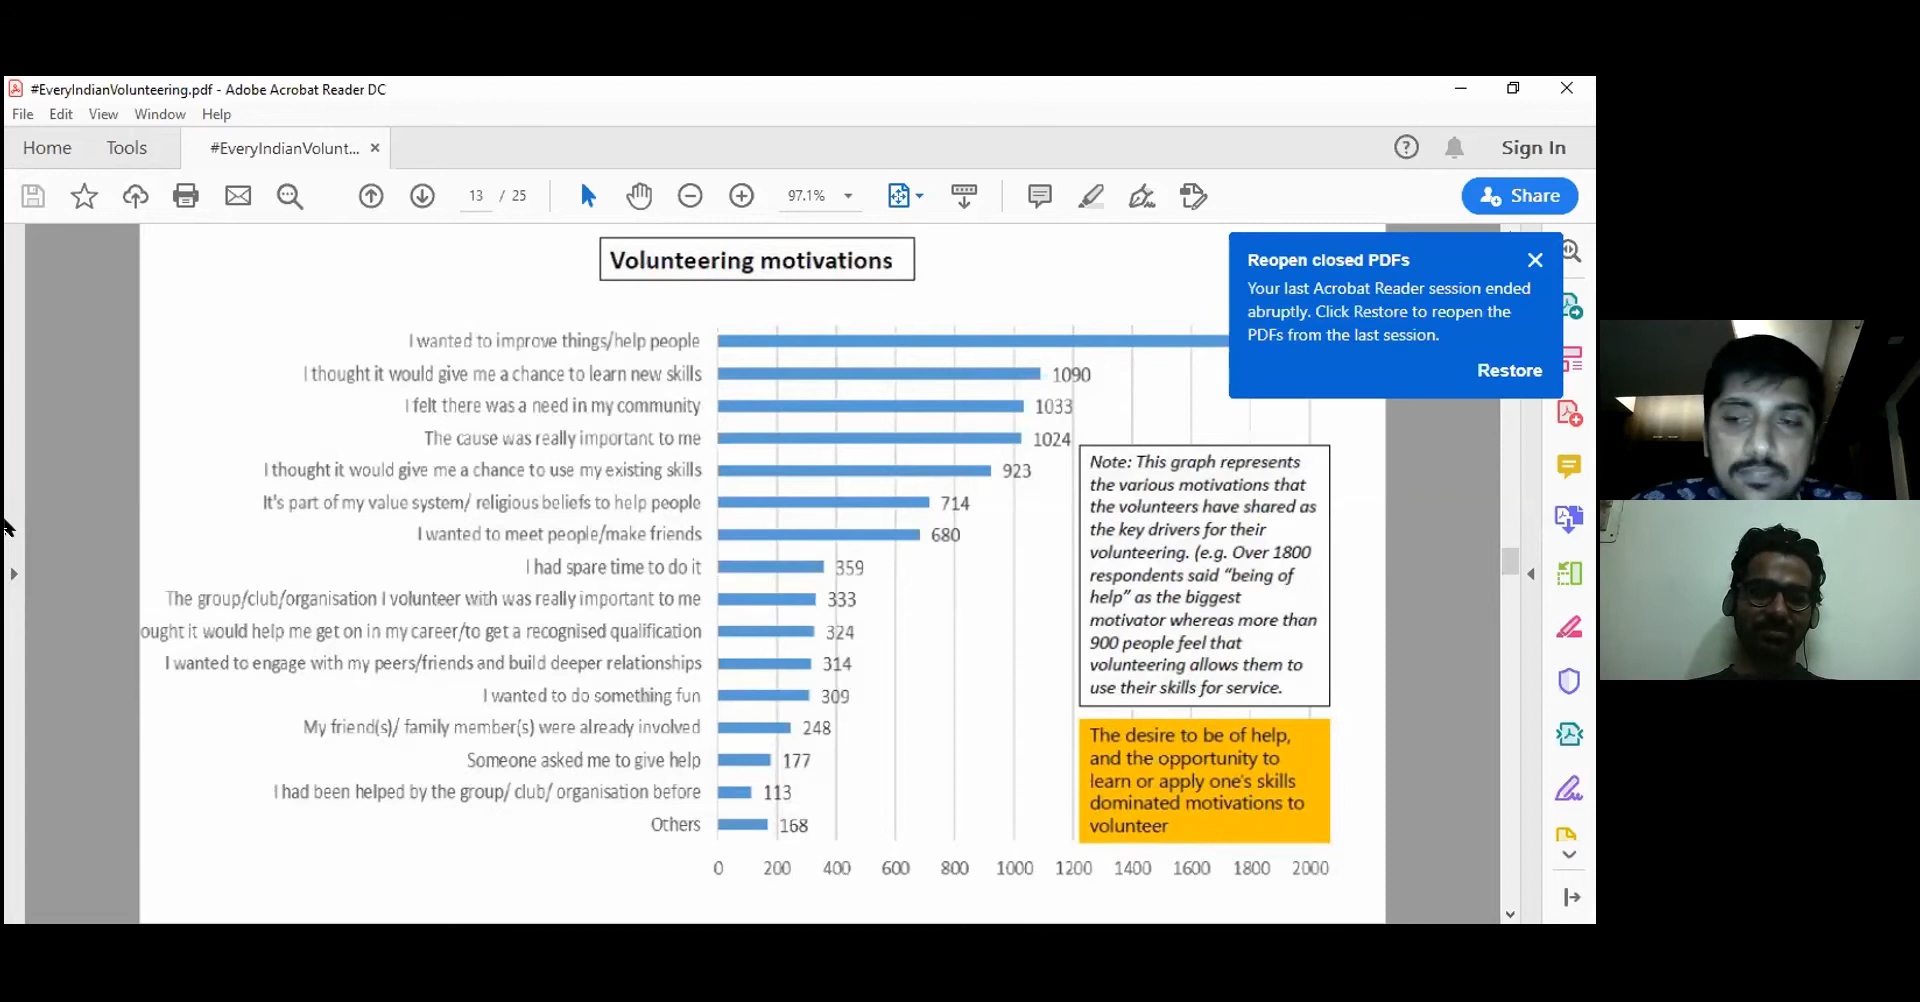 #EveryIndianVolunteering.pdf - Adobe Acrobat Reader DC
File Edit View Window Help
Home Tools #EveryIndianVolunt... Sign In
13 / 25 97.1% Share
Volunteering motivations
Reopen closed PDFs
Your last Acrobat Reader session ended
abruptly. Click Restore to reopen the
PDFs from the last session.
Restore
I wanted to improve things/help people
I thought it would give me a chance to learn new skills 1090
I felt there was a need in my community 1033
The cause was really important to me 1024
I thought it would give me a chance to use my existing skills 923
It's part of my value system/ religious beliefs to help people 714
I wanted to meet people/make friends 680
I had spare time to do it 359
The group/club/organisation I volunteer with was really important to me 333
ought it would help me get on in my career/to get a recognised qualification 324
I wanted to engage with my peers/friends and build deeper relationships 314
I wanted to do something fun 309
My friend(s)/ family member(s) were already involved 248
Someone asked me to give help 177
I had been helped by the group/ club/ organisation before 113
Others 168
0 200 400 600 800 1000 1200 1400 1600 1800 2000
Note: This graph represents
the various motivations that
the volunteers have shared as
the key drivers for their
volunteering. (e.g. Over 1800
respondents said "being of
help" as the biggest
motivator whereas more than
900 people feel that
volunteering allows them to
use their skills for service.
The desire to be of help,
and the opportunity to
learn or apply one's skills
dominated motivations to
volunteer